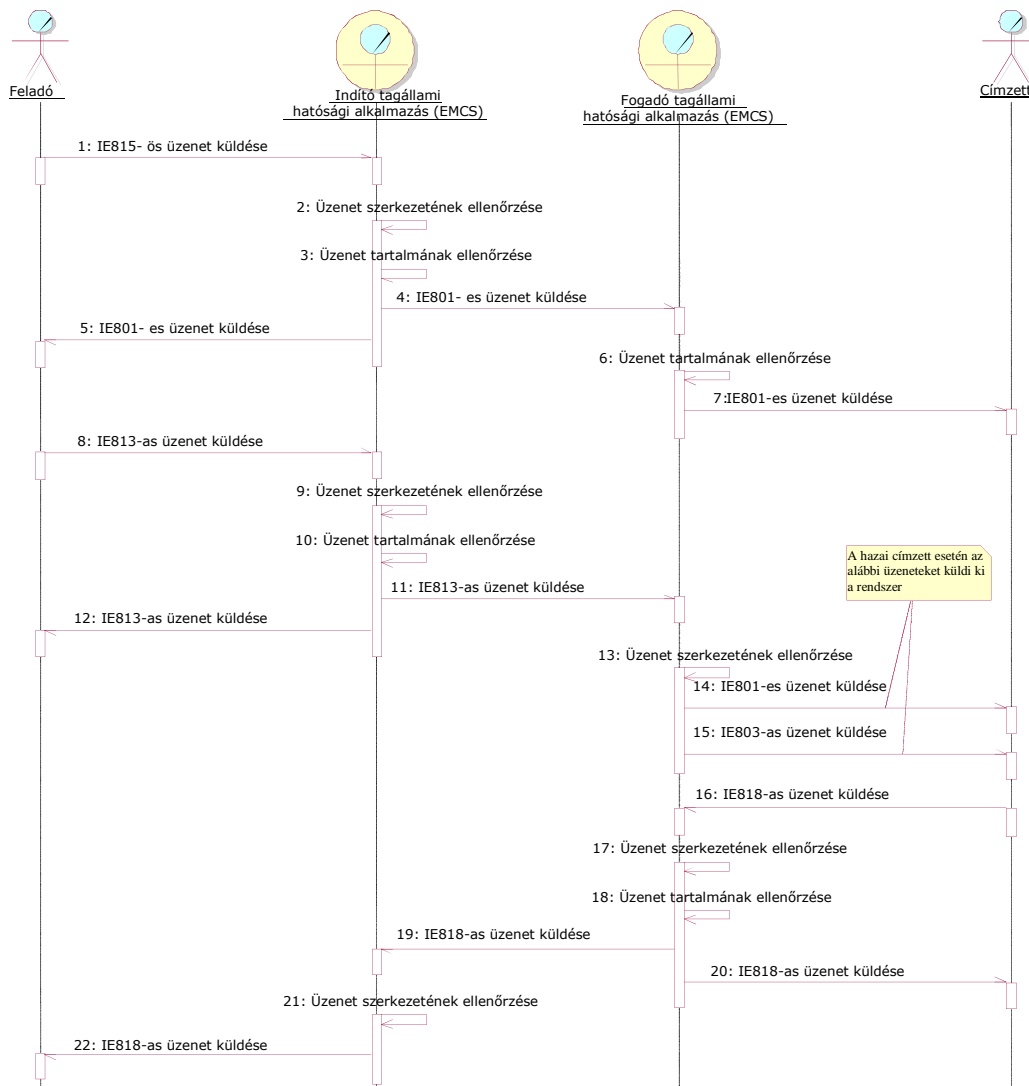 Feladó
Indító tagállami
hatósági alkalmazás (EMCS)
Fogadó tagállami
hatósági alkalmazás (EMCS)
Címzett
1: IE815- ös üzenet küldése
2: Üzenet szerkezetének ellenőrzése
3: Üzenet tartalmának ellenőrzése
4: IE801- es üzenet küldése
5: IE801- es üzenet küldése
6: Üzenet tartalmának ellenőrzése
7:IE801-es üzenet küldése
8: IE813-as üzenet küldése
9: Üzenet szerkezetének ellenőrzése
10: Üzenet tartalmának ellenőrzése
A hazai címzett esetén az
alábbi üzeneteket küldi ki
a rendszer
11: IE813-as üzenet küldése
12: IE813-as üzenet küldése
13: Üzenet szerkezetének ellenőrzése
14: IE801-es üzenet küldése
15: IE803-as üzenet küldése
16: IE818-as üzenet küldése
17: Üzenet szerkezetének ellenőrzése
18: Üzenet tartalmának ellenőrzése
19: IE818-as üzenet küldése
20: IE818-as üzenet küldése
21: Üzenet szerkezetének ellenőrzése
22: IE818-as üzenet küldése